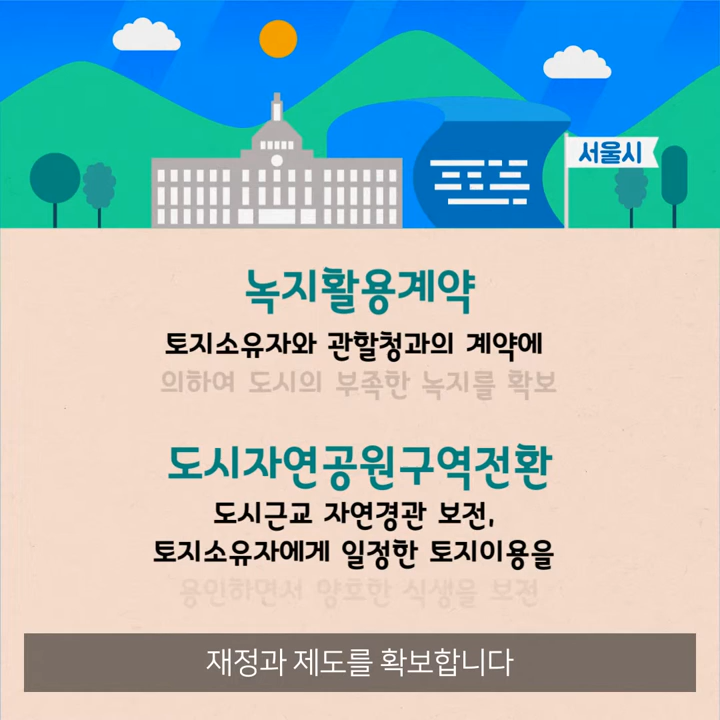 서울시
녹지활용계약
토지소유자와 관할청과의 계약에
의하여 도시의 부족한 녹지를 확보
도시자연공원구역전환
도시근교 자연경관 보전,
토지소유자에게 일정한 토지이용을
용인하면서 양호한 식생을 보전
재정과 제도를 확보합니다